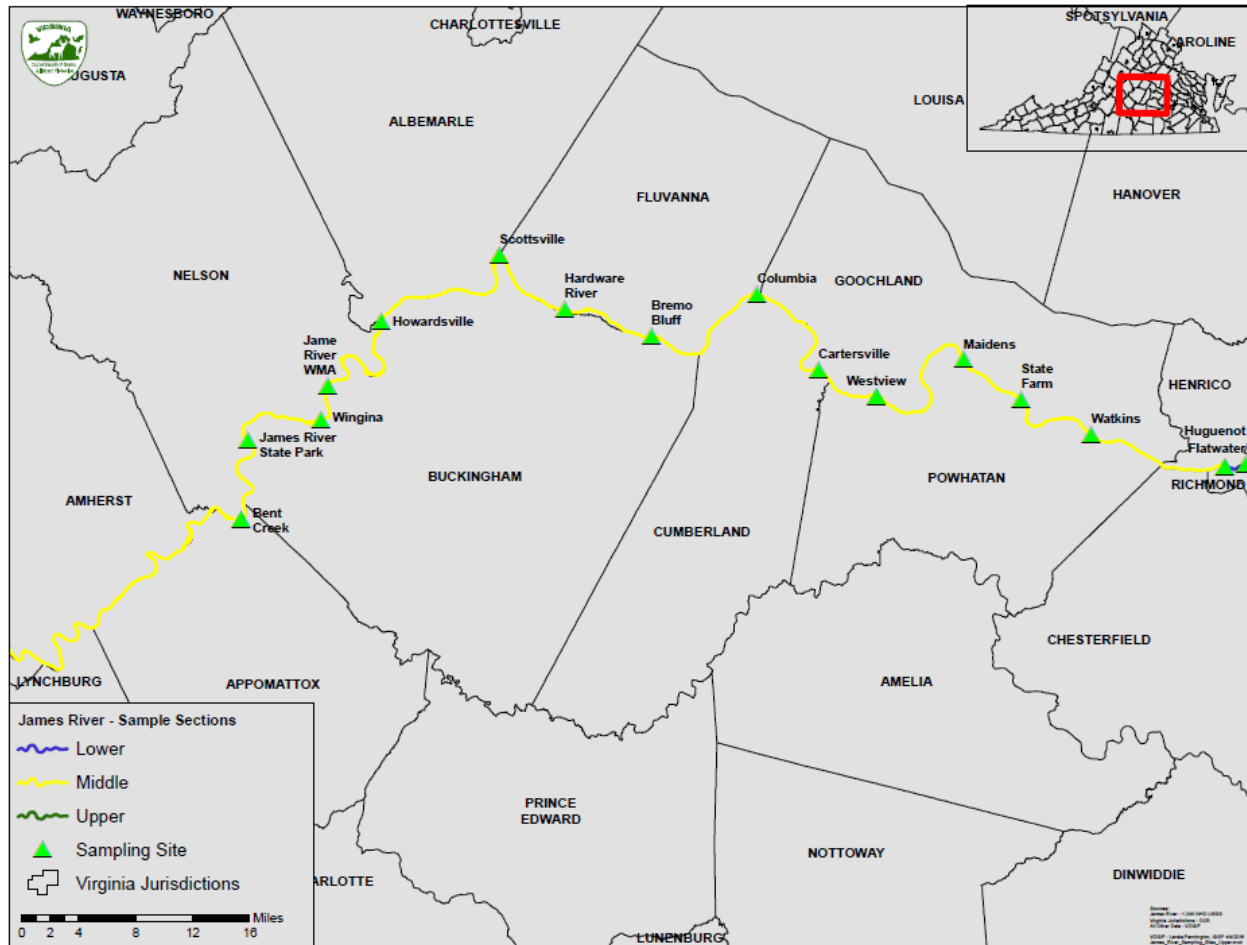 WAYNESBORO
CHARLOTTESVILLE
SPOTSYLVANIA
AROLINE
VIRGINIA
UGUSTA
LOUISA
ALBEMARLE
HANOVER
FLUVANNA
Scottsville
NELSON
Hardware
River
Columbia
GOOCHLAND
Bremo
Bluff
Howardsville
Jame
River
WMA
Cartersville
Maidens
Westview
State
Farm
HENRICO
Wingina
Watkins
James River
State Park
Huguenot
Flatwater
BUCKINGHAM
POWHATAN
RICHMOND
AMHERST
Bent
Creek
CUMBERLAND
CHESTERFIELD
LYNCHBURG
APPOMATTOX
AMELIA
James River - Sample Sections
Lower
Middle
Upper
Sampling Site
Virginia Jurisdictions
0 2 4 8 12 16
Miles
PRINCE
EDWARD
NOTTOWAY
ARLOTTE
DINWIDDIE
LUNENBURG
Sources: